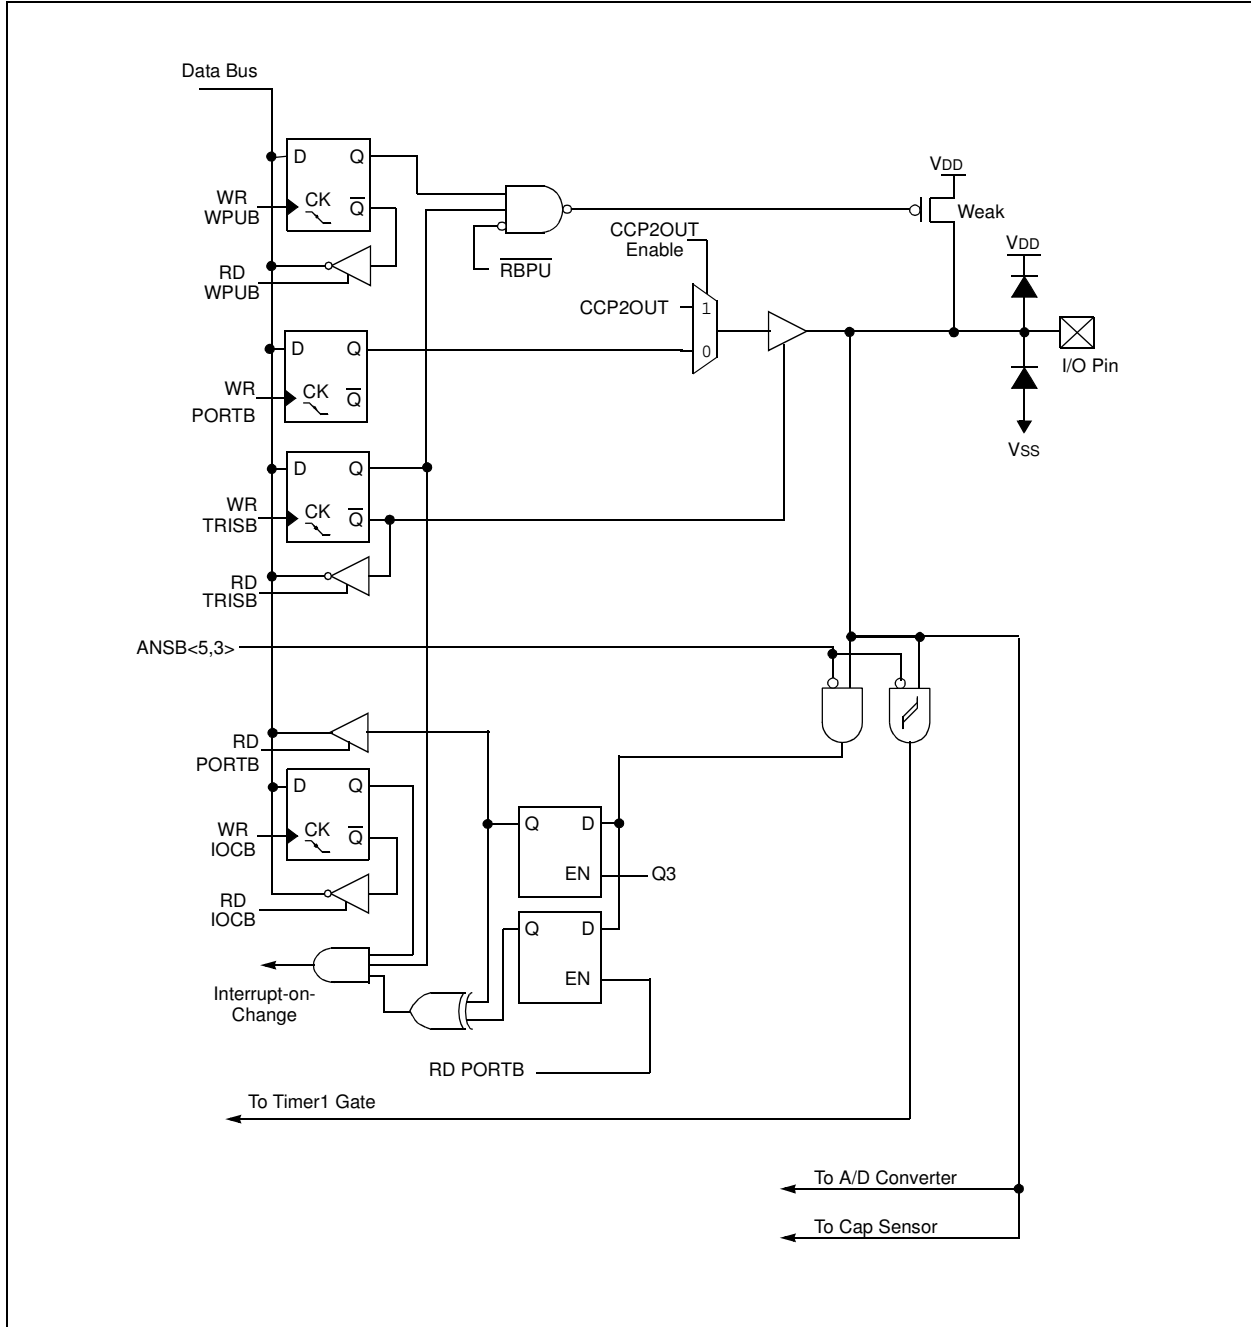 Data Bus
D Q
WR
WPUB
CK
Q̅
RD
WPUB
R̅B̅P̅U̅
CCP2OUT
Enable
CCP2OUT
1
0
VDD
Weak
VDD
I/O Pin
VSS
D Q
WR
PORTB
CK
Q̅
D Q
WR
TRISB
CK
Q̅
RD
TRISB
ANSB<5,3>
RD
PORTB
D Q
WR
IOCB
CK
Q̅
RD
IOCB
Q D
EN
Q3
Q D
EN
Interrupt-on-
Change
RD PORTB
To Timer1 Gate
To A/D Converter
To Cap Sensor